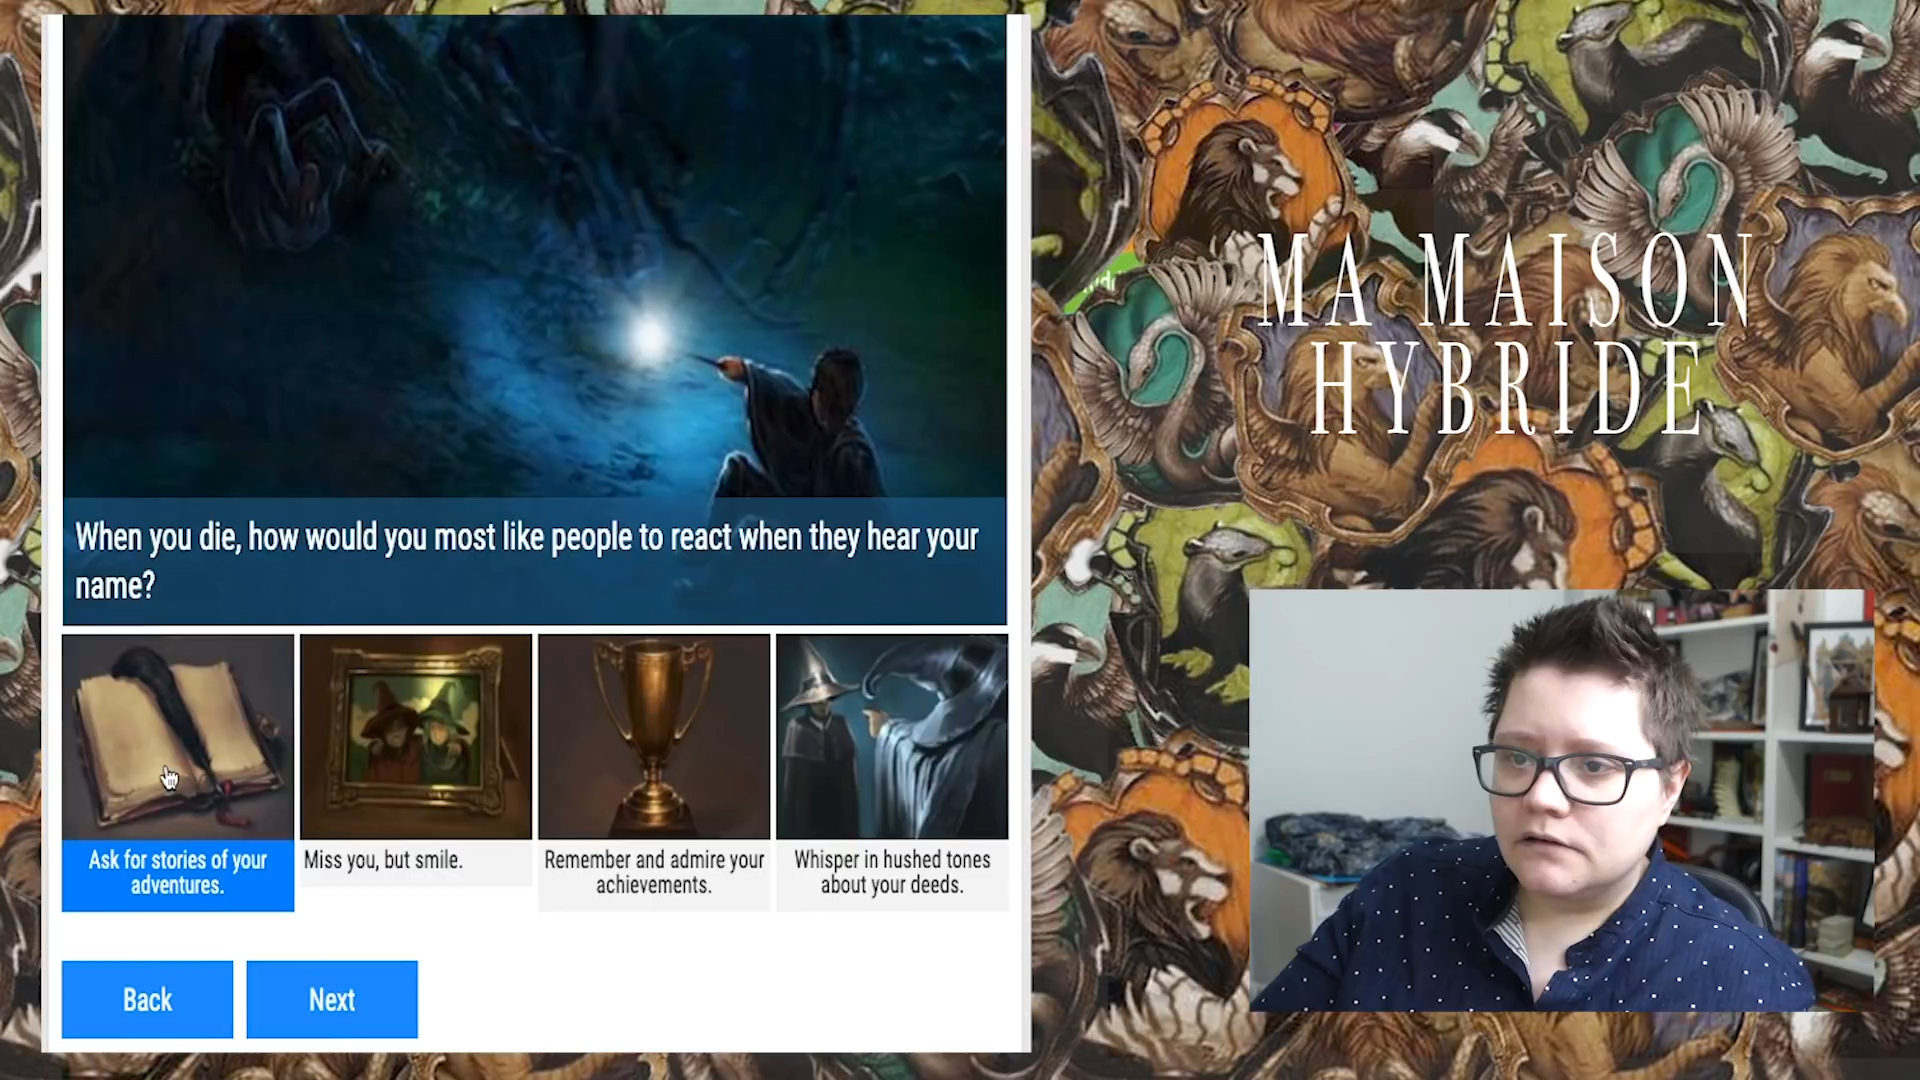 When you die, how would you most like people to react when they hear your
name?
Ask for stories of your
adventures.
Miss you, but smile.
Remember and admire your
achievements.
Whisper in hushed tones
about your deeds.
Back
Next
MA MAISON
HYBRIDE